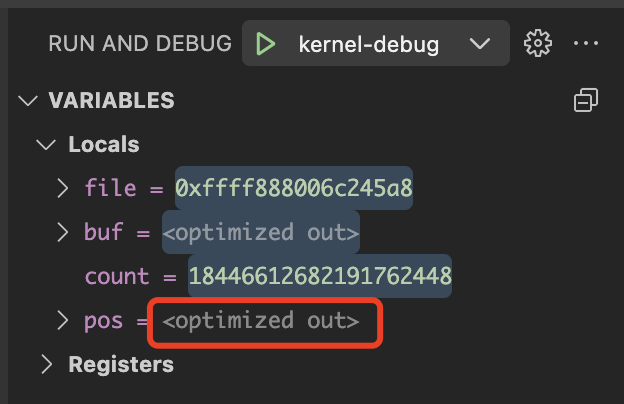 RUN AND DEBUG kernel-debug
VARIABLES
Locals
file = 0xffff888006c245a8
buf = <optimized out>
count = 18446612682191762448
pos = <optimized out>
Registers